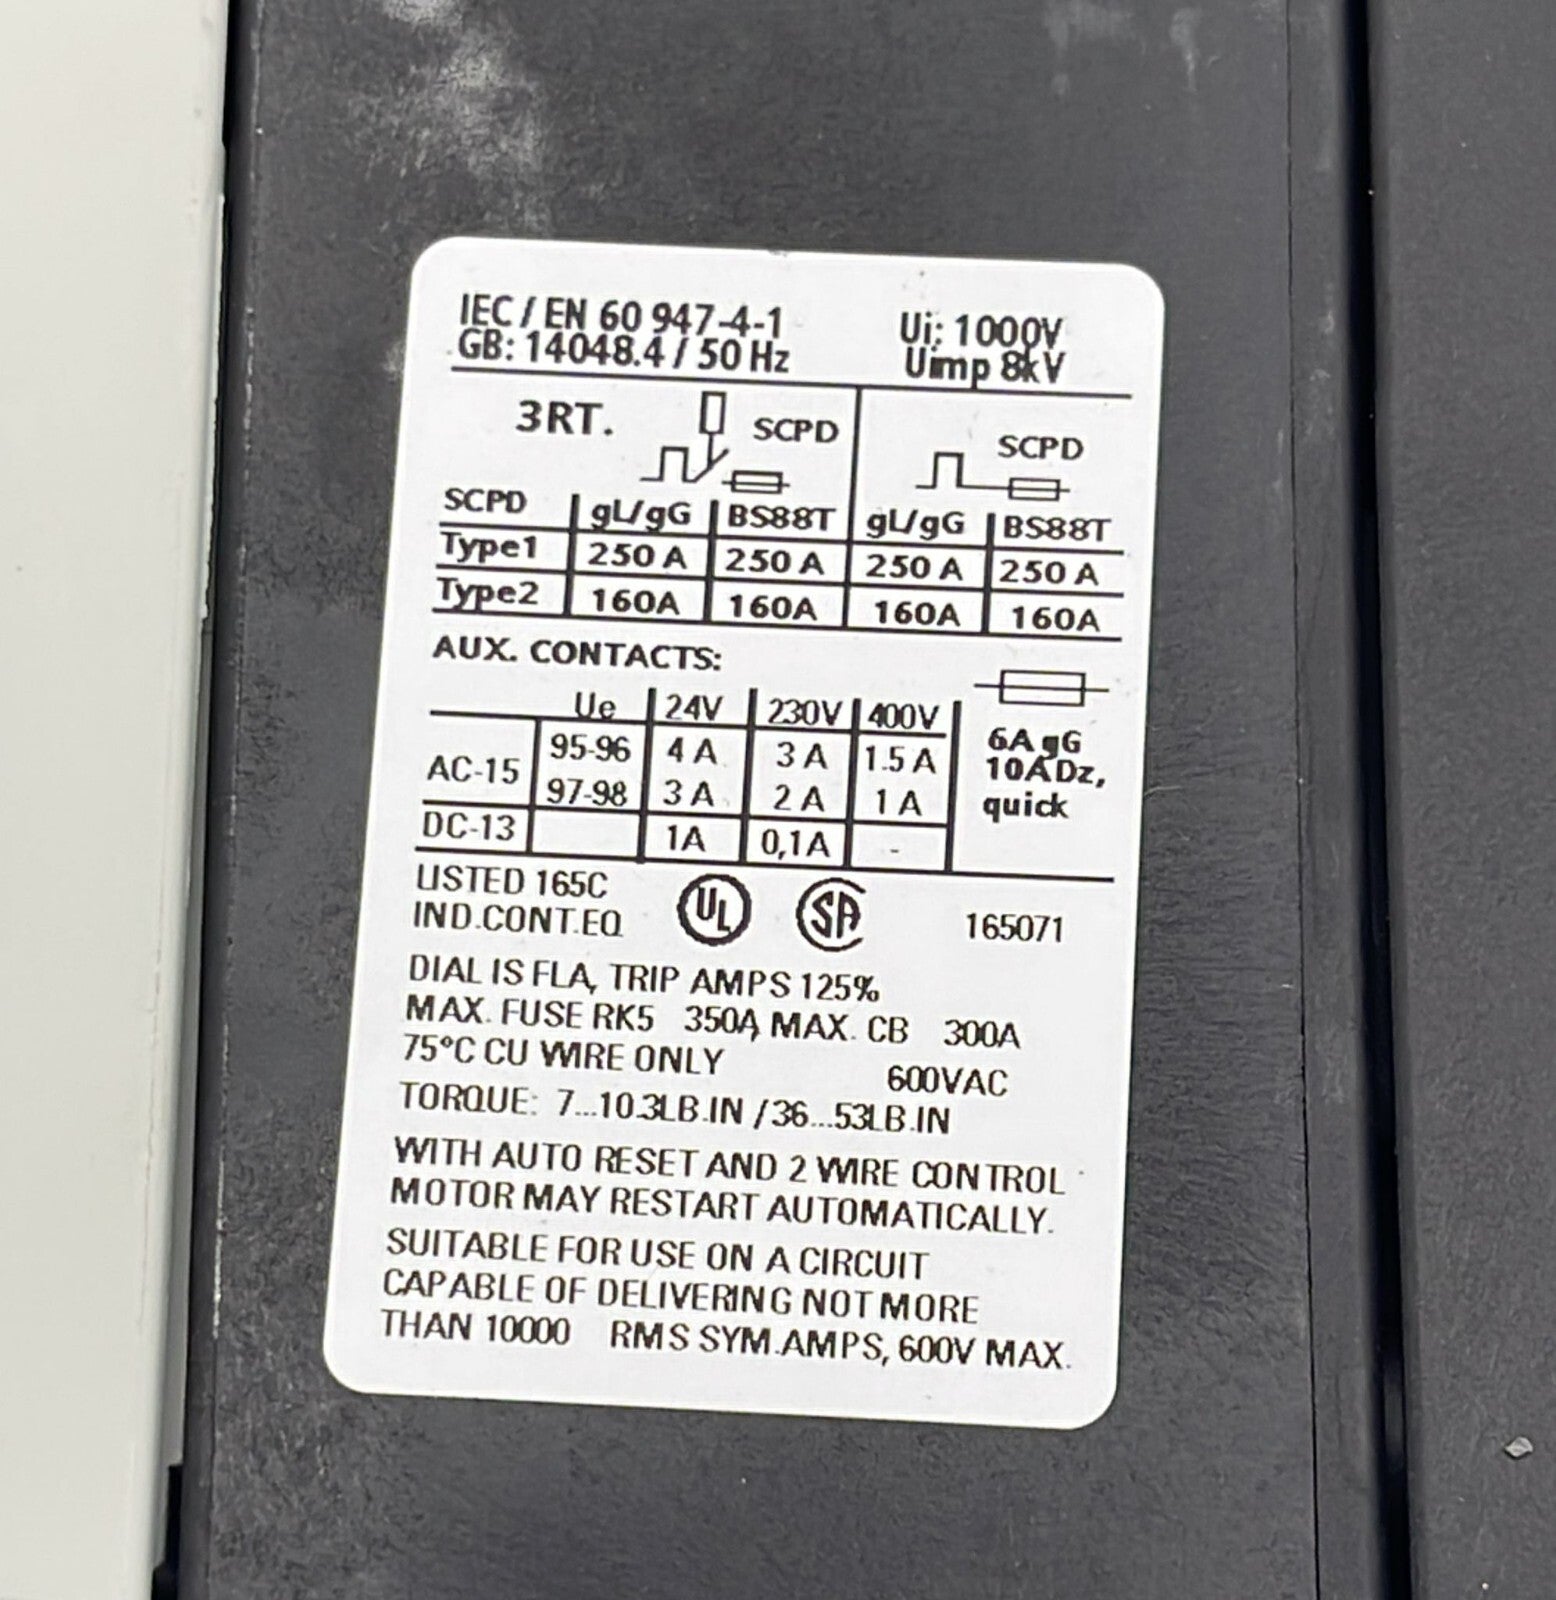 IEC / EN 60 947-4-1 Ui: 1000V
GB: 14048.4 / 50 Hz Uimp 8kV
3RT. SCPD SCPD
SCPD gL/gG BS88T gL/gG BS88T
Type1 250 A 250 A 250 A 250 A
Type2 160A 160A 160A 160A
AUX. CONTACTS:
Ue 24V 230V 400V
AC-15 95-96 4 A 3 A 1.5 A
97-98 3 A 2 A 1 A
DC-13 1A 0,1A -
6A gG
10A Dz,
quick
LISTED 165C
IND.CONT.EQ. UL SA 165071
DIAL IS FLA, TRIP AMPS 125%
MAX. FUSE RK5 350A, MAX. CB 300A
75°C CU WIRE ONLY 600VAC
TORQUE: 7...10.3LB.IN / 36...53LB.IN
WITH AUTO RESET AND 2 WIRE CONTROL
MOTOR MAY RESTART AUTOMATICALLY.
SUITABLE FOR USE ON A CIRCUIT
CAPABLE OF DELIVERING NOT MORE
THAN 10000 RMS SYM.AMPS, 600V MAX.